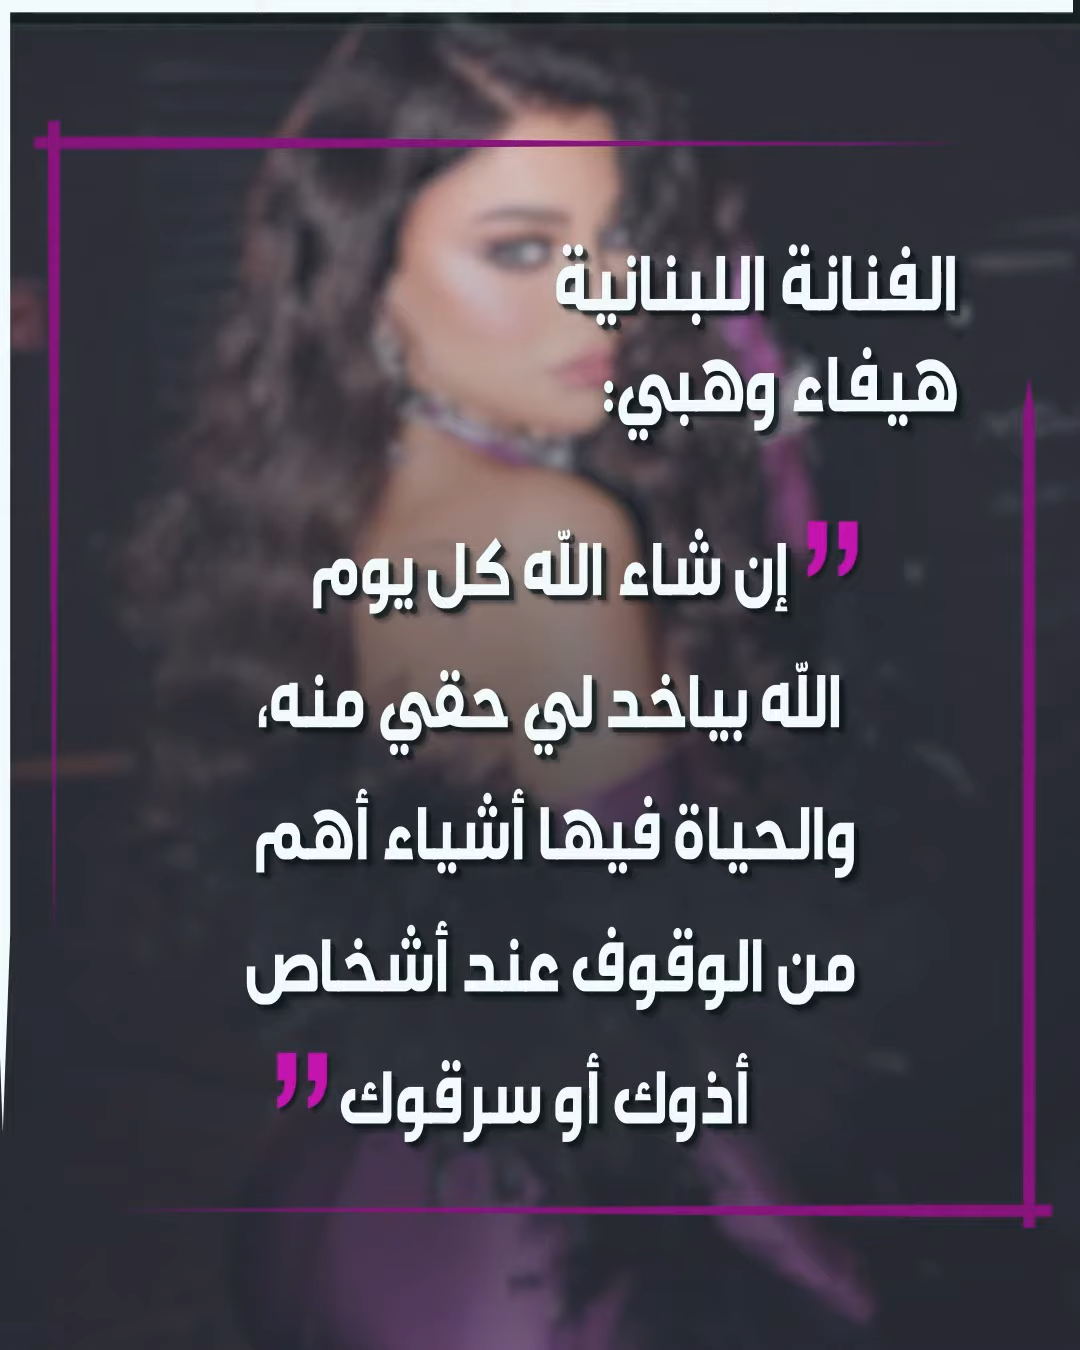 الفنانة اللبنانية
هيفاء وهبي:
"إن شاء الله كل يوم
الله بياخد لي حقي منه،
والحياة فيها أشياء أهم
من الوقوف عند أشخاص
أذوك أو سرقوك"